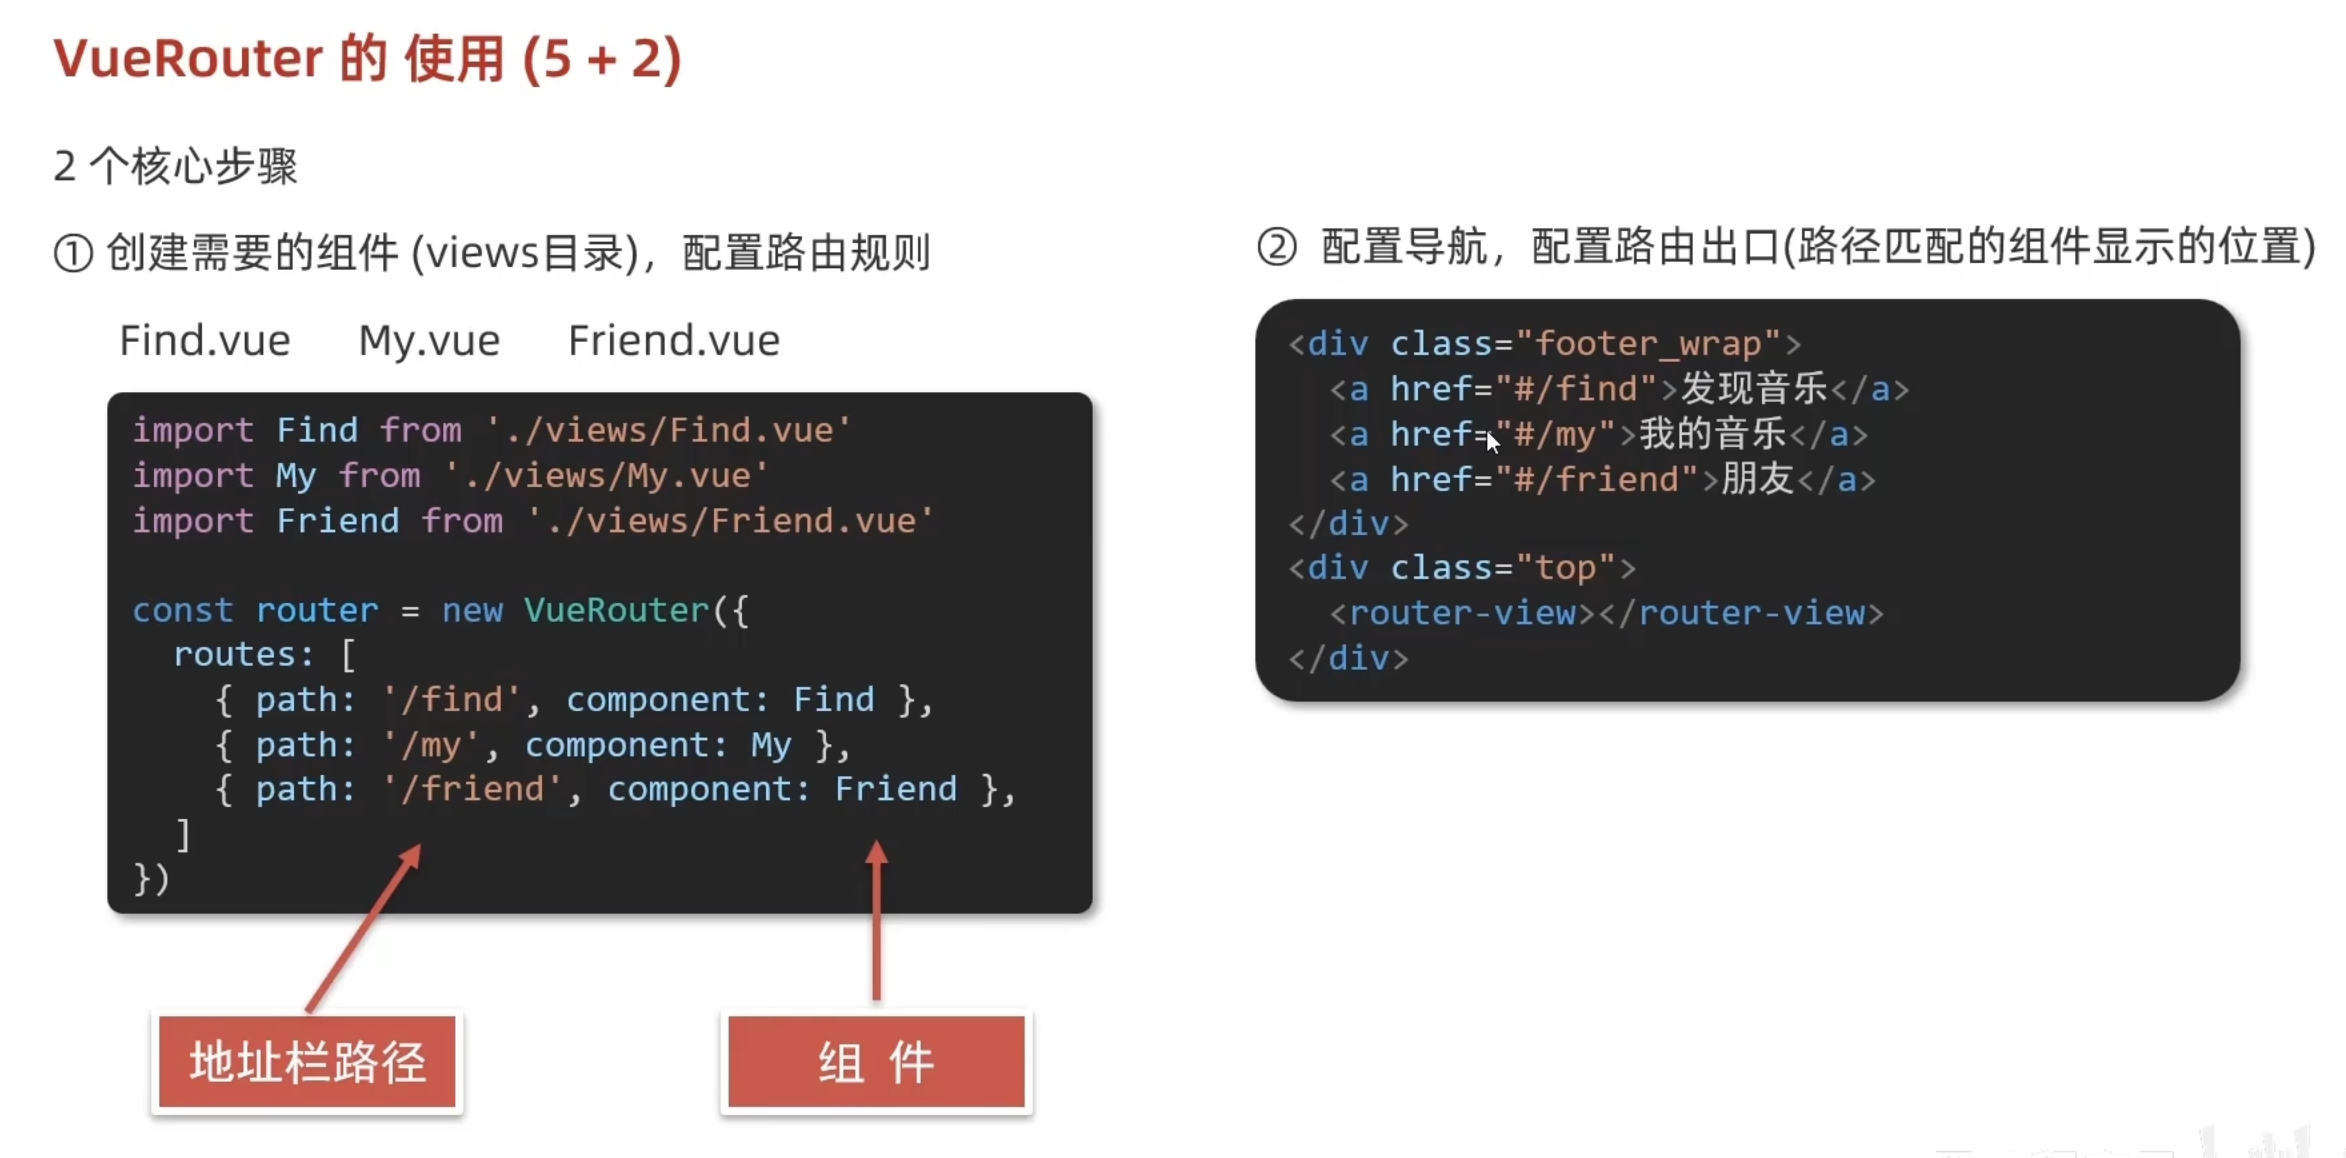 VueRouter 的 使用 (5 + 2)
2 个核心步骤
① 创建需要的组件 (views目录)，配置路由规则
Find.vue My.vue Friend.vue
import Find from './views/Find.vue'
import My from './views/My.vue'
import Friend from './views/Friend.vue'
const router = new VueRouter({
  routes: [
    { path: '/find', component: Find },
    { path: '/my', component: My },
    { path: '/friend', component: Friend },
  ]
})
地址栏路径
组 件
② 配置导航，配置路由出口(路径匹配的组件显示的位置)
<div class="footer_wrap">
  <a href="#/find">发现音乐</a>
  <a href="#/my">我的音乐</a>
  <a href="#/friend">朋友</a>
</div>
<div class="top">
  <router-view></router-view>
</div>